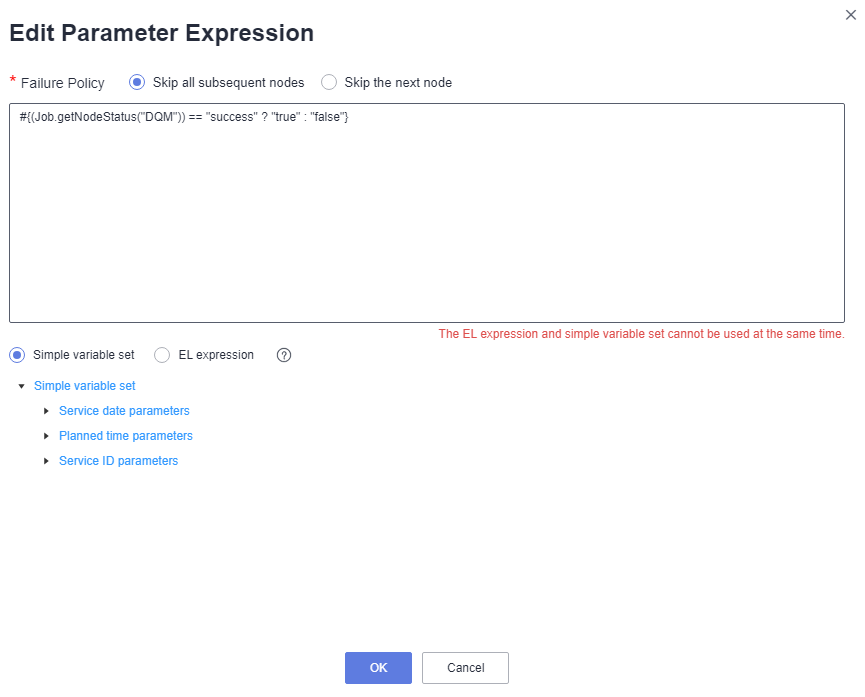 Edit Parameter Expression
* Failure Policy Skip all subsequent nodes Skip the next node
#{(Job.getNodeStatus("DQM")) == "success" ? "true" : "false"}
The EL expression and simple variable set cannot be used at the same time.
Simple variable set EL expression ?
Simple variable set
Service date parameters
Planned time parameters
Service ID parameters
OK Cancel